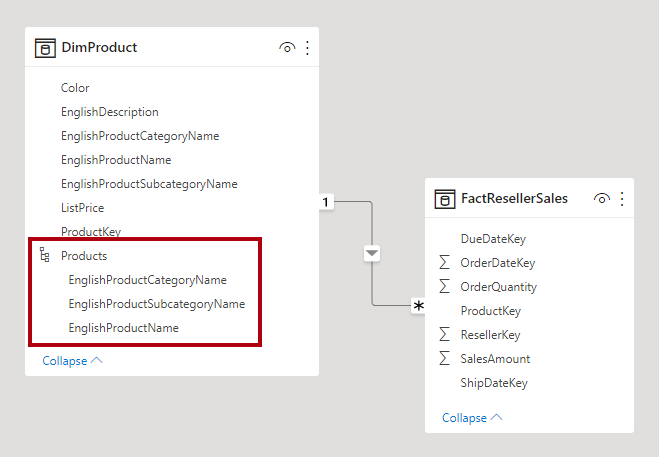 DimProduct
Color
EnglishDescription
EnglishProductCategoryName
EnglishProductName
EnglishProductSubcategoryName
ListPrice
ProductKey
Products
EnglishProductCategoryName
EnglishProductSubcategoryName
EnglishProductName
Collapse
1
*
FactResellerSales
DueDateKey
∑ OrderDateKey
∑ OrderQuantity
ProductKey
∑ ResellerKey
∑ SalesAmount
ShipDateKey
Collapse